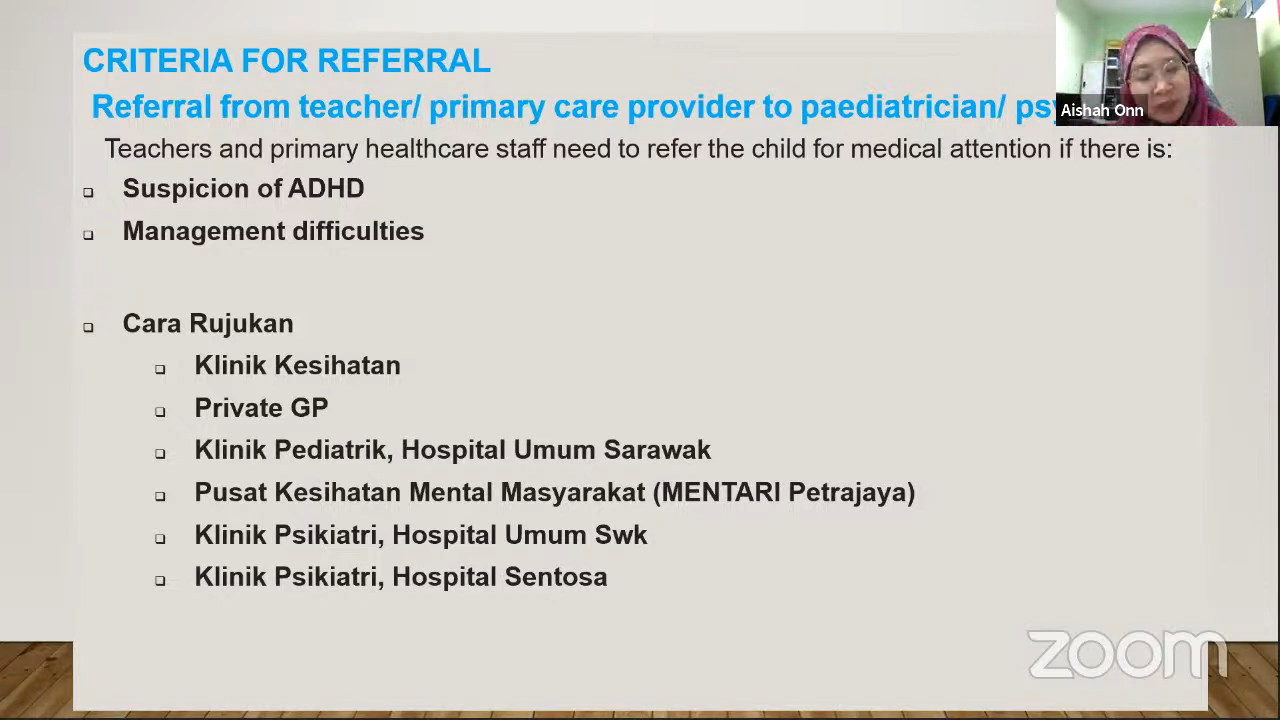 CRITERIA FOR REFERRAL
Referral from teacher/ primary care provider to paediatrician/
Aishah Onn
Teachers and primary healthcare staff need to refer the child for medical attention if there is:
Suspicion of ADHD
Management difficulties
Cara Rujukan
Klinik Kesihatan
Private GP
Klinik Pediatrik, Hospital Umum Sarawak
Pusat Kesihatan Mental Masyarakat (MENTARI Petrajaya)
Klinik Psikiatri, Hospital Umum Swk
Klinik Psikiatri, Hospital Sentosa
zoom